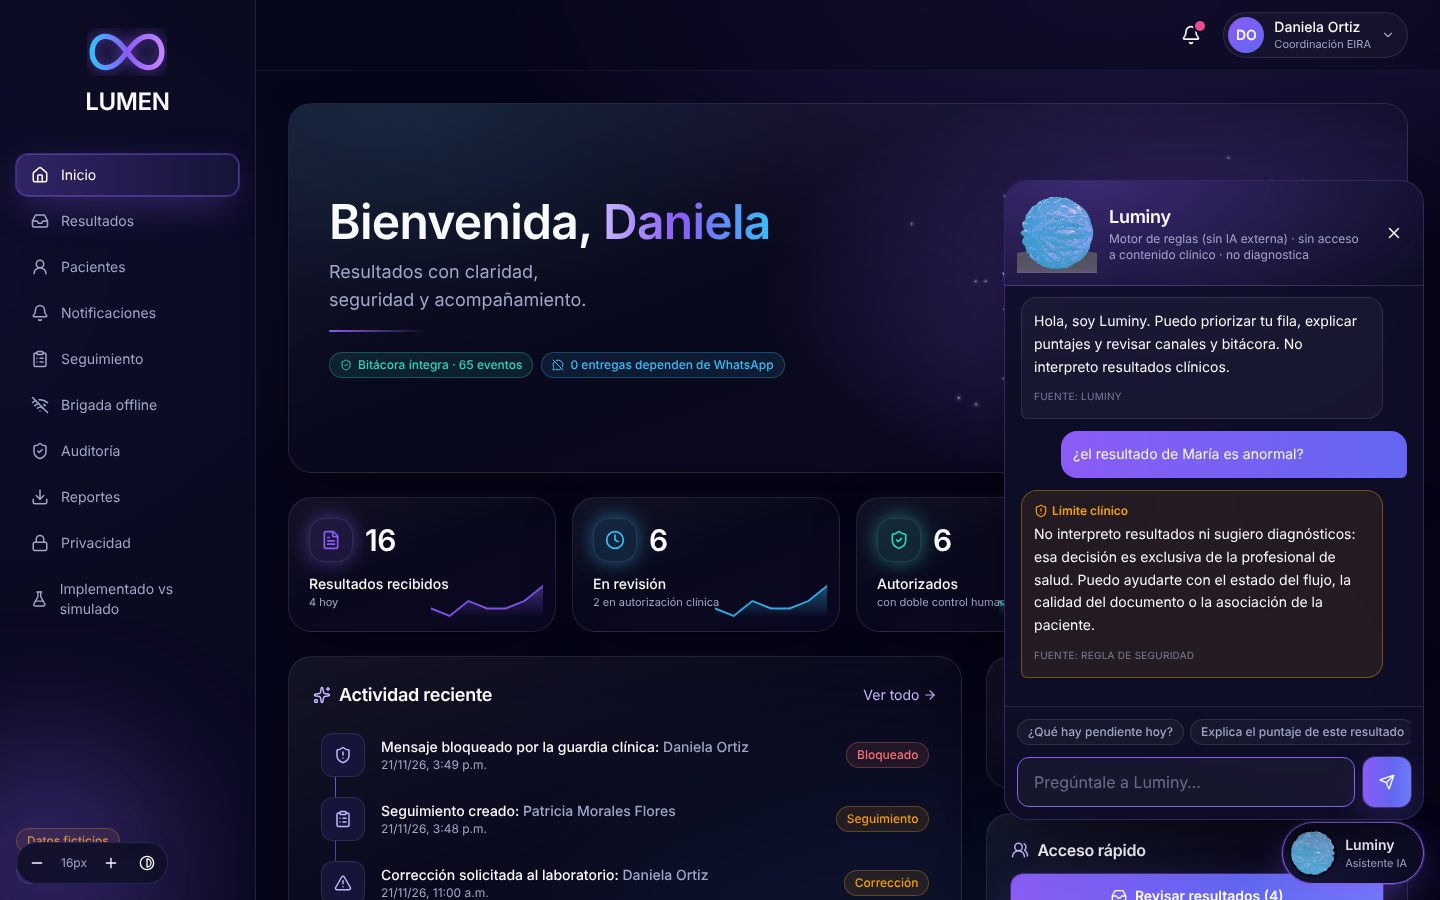 LUMEN
Inicio
Resultados
Pacientes
Notificaciones
Seguimiento
Brigada offline
Auditoría
Reportes
Privacidad
Implementado vs
simulado
Datos ficticios
16px
DO
Daniela Ortiz
Coordinación EIRA
Bienvenida, Daniela
Resultados con claridad,
seguridad y acompañamiento.
Bitácora íntegra · 65 eventos
0 entregas dependen de WhatsApp
16
Resultados recibidos
4 hoy
6
En revisión
2 en autorización clínica
6
Autorizados
con doble control
Actividad reciente
Ver todo
Mensaje bloqueado por la guardia clínica: Daniela Ortiz
21/11/26, 3:49 p.m.
Bloqueado
Seguimiento creado: Patricia Morales Flores
21/11/26, 3:48 p.m.
Seguimiento
Corrección solicitada al laboratorio: Daniela Ortiz
21/11/26, 11:00 a.m.
Corrección
Luminy
Motor de reglas (sin IA externa) · sin acceso
a contenido clínico · no diagnostica
Hola, soy Luminy. Puedo priorizar tu fila, explicar
puntajes y revisar canales y bitácora. No
interpreto resultados clínicos.
FUENTE: LUMINY
¿el resultado de María es anormal?
Límite clínico
No interpreto resultados ni sugiero diagnósticos:
esa decisión es exclusiva de la profesional de
salud. Puedo ayudarte con el estado del flujo, la
calidad del documento o la asociación de la
paciente.
FUENTE: REGLA DE SEGURIDAD
¿Qué hay pendiente hoy?
Explica el puntaje de este resultado
Pregúntale a Luminy...
Acceso rápido
Revisar resultados (4)
Luminy
Asistente IA